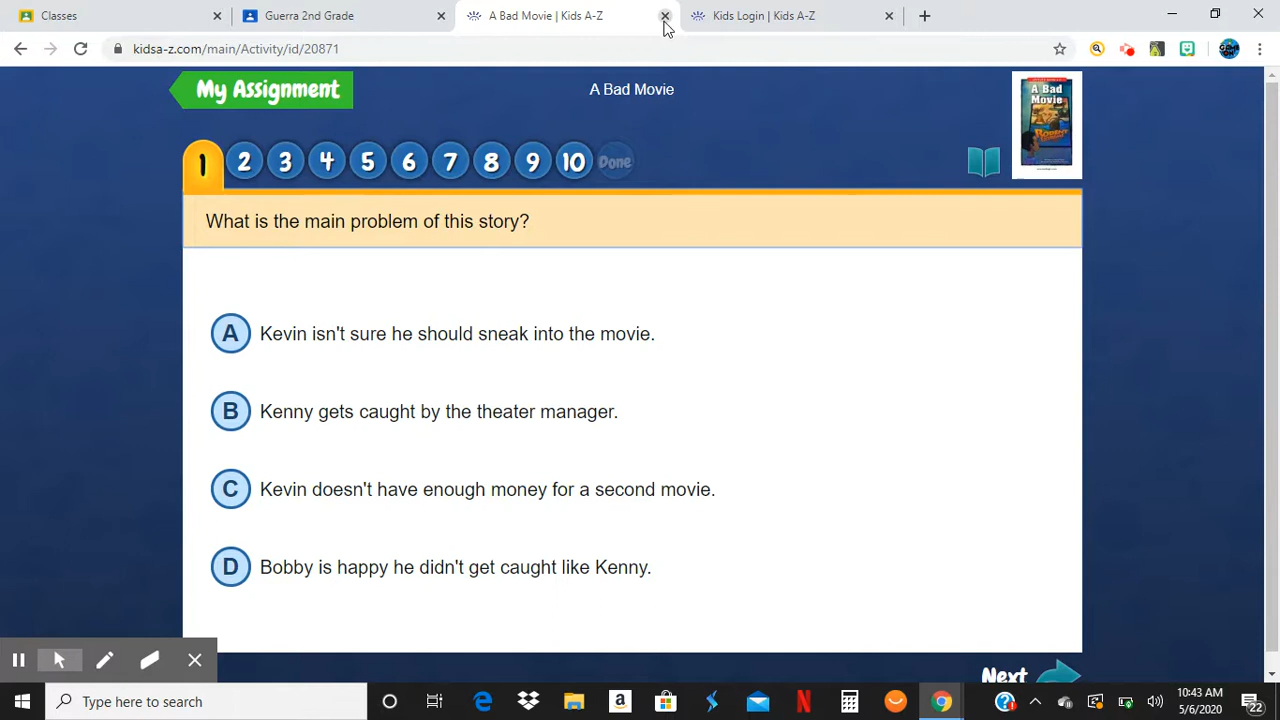 Classes
Guerra 2nd Grade
A Bad Movie | Kids A-Z
Kids Login | Kids A-Z
kidsa-z.com/main/Activity/id/20871
My Assignment
A Bad Movie
A Bad
Movie
1 2 3 4 5 6 7 8 9 10 Done
What is the main problem of this story?
A Kevin isn't sure he should sneak into the movie.
B Kenny gets caught by the theater manager.
C Kevin doesn't have enough money for a second movie.
D Bobby is happy he didn't get caught like Kenny.
Next
Type here to search
10:43 AM
5/6/2020
22